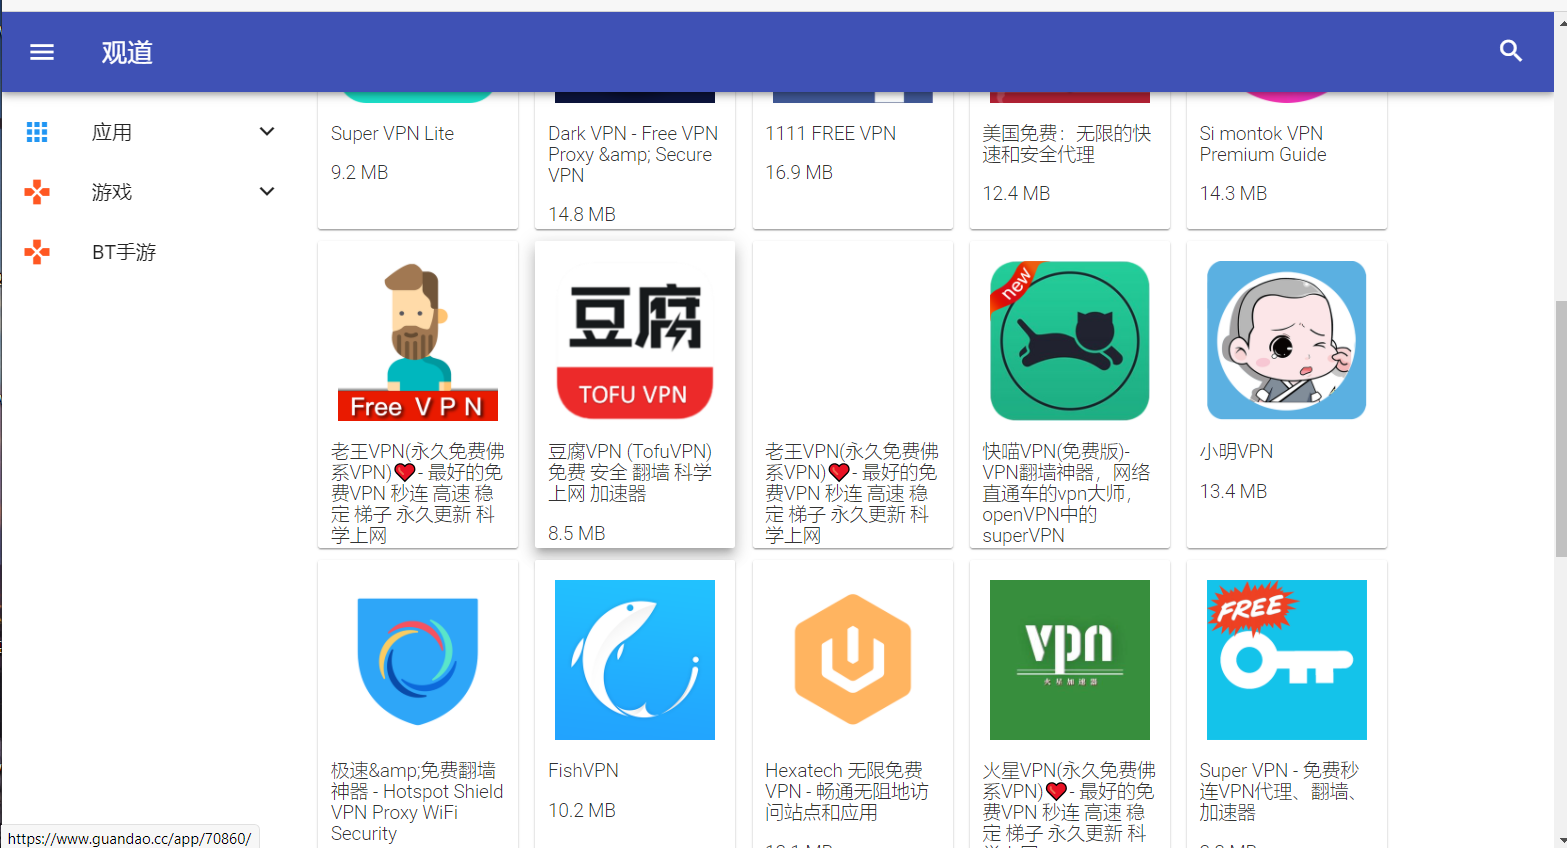 观道
应用
游戏
BT手游
Super VPN Lite
9.2 MB
Dark VPN - Free VPN
Proxy &amp; Secure
VPN
14.8 MB
1111 FREE VPN
16.9 MB
美国免费：无限的快
速和安全代理
12.4 MB
Si montok VPN
Premium Guide
14.3 MB
Free V P N
老王VPN(永久免费佛
系VPN)❤️- 最好的免
费VPN 秒连 高速 稳
定 梯子 永久更新 科
学上网
豆腐
TOFU VPN
豆腐VPN (TofuVPN)
免费 安全 翻墙 科学
上网 加速器
8.5 MB
老王VPN(永久免费佛
系VPN)❤️- 最好的免
费VPN 秒连 高速 稳
定 梯子 永久更新 科
学上网
new
快喵VPN(免费版)-
VPN翻墙神器，网络
直通车的vpn大师，
openVPN中的
superVPN
小明VPN
13.4 MB
极速&amp;免费翻墙
神器 - Hotspot Shield
VPN Proxy WiFi
Security
FishVPN
10.2 MB
Hexatech 无限免费
VPN - 畅通无阻地访
问站点和应用
vpn
火星加速器
火星VPN(永久免费佛
系VPN)❤️- 最好的免
费VPN 秒连 高速 稳
定 梯子 永久更新 科
FREE
Super VPN - 免费秒
连VPN代理、翻墙、
加速器
https://www.guandao.cc/app/70860/